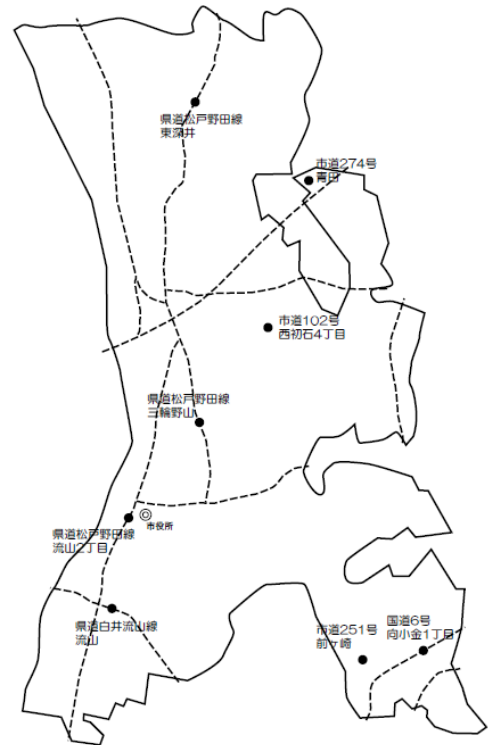 県道松戸野田線
東深井
市道274号
青田
市道102号
西初石4丁目
県道松戸野田線
三輪野山
市役所
県道松戸野田線
流山2丁目
県道白井流山線
流山
市道251号
前ヶ崎
国道6号
向小金1丁目